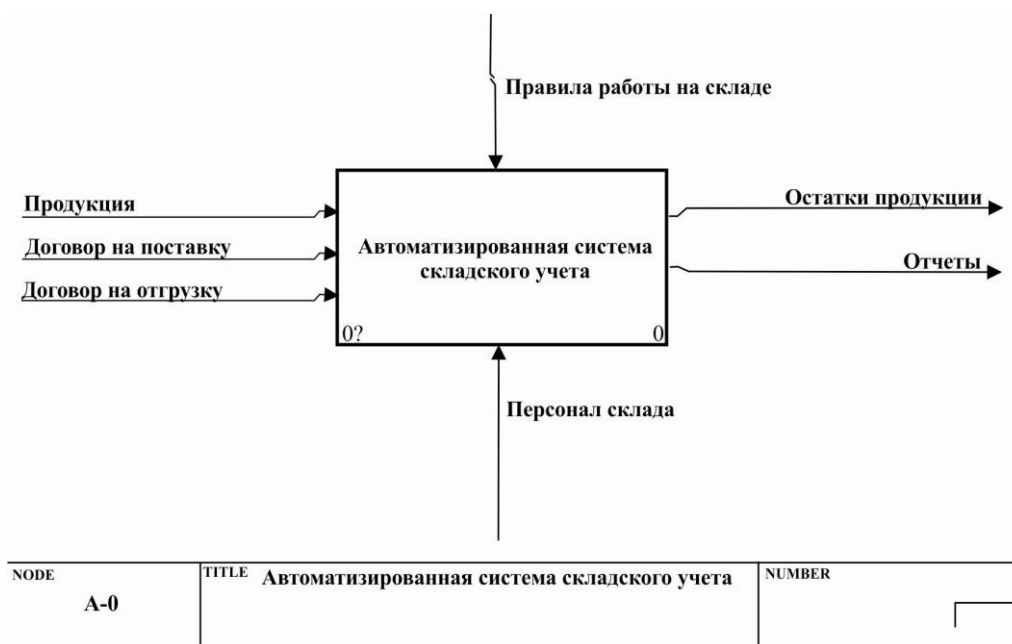 Правила работы на складе
Продукция
Договор на поставку
Договор на отгрузку
Автоматизированная система
складского учета
0?
0
Остатки продукции
Отчеты
Персонал склада
NODE
A-0
TITLE Автоматизированная система складского учета
NUMBER